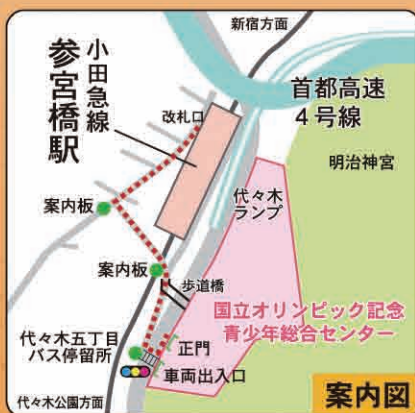 新宿方面
小田急線
参宮橋駅
改札口
首都高速
4号線
明治神宮
代々木
ランプ
案内板
案内板
歩道橋
国立オリンピック記念
青少年総合センター
代々木五丁目
バス停留所
正門
車両出入口
代々木公園方面
案内図